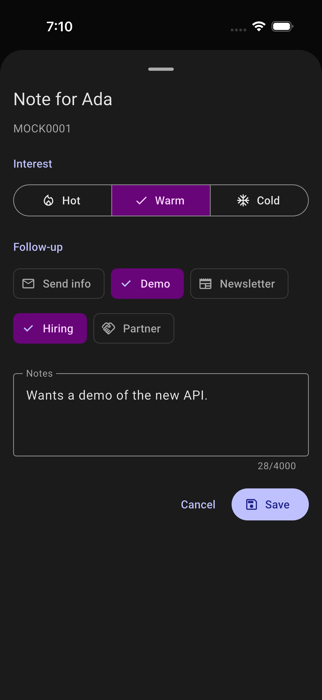 7:10
Note for Ada
MOCK0001
Interest
Hot Warm Cold
Follow-up
Send info Demo Newsletter
Hiring Partner
Notes
Wants a demo of the new API.
28/4000
Cancel Save